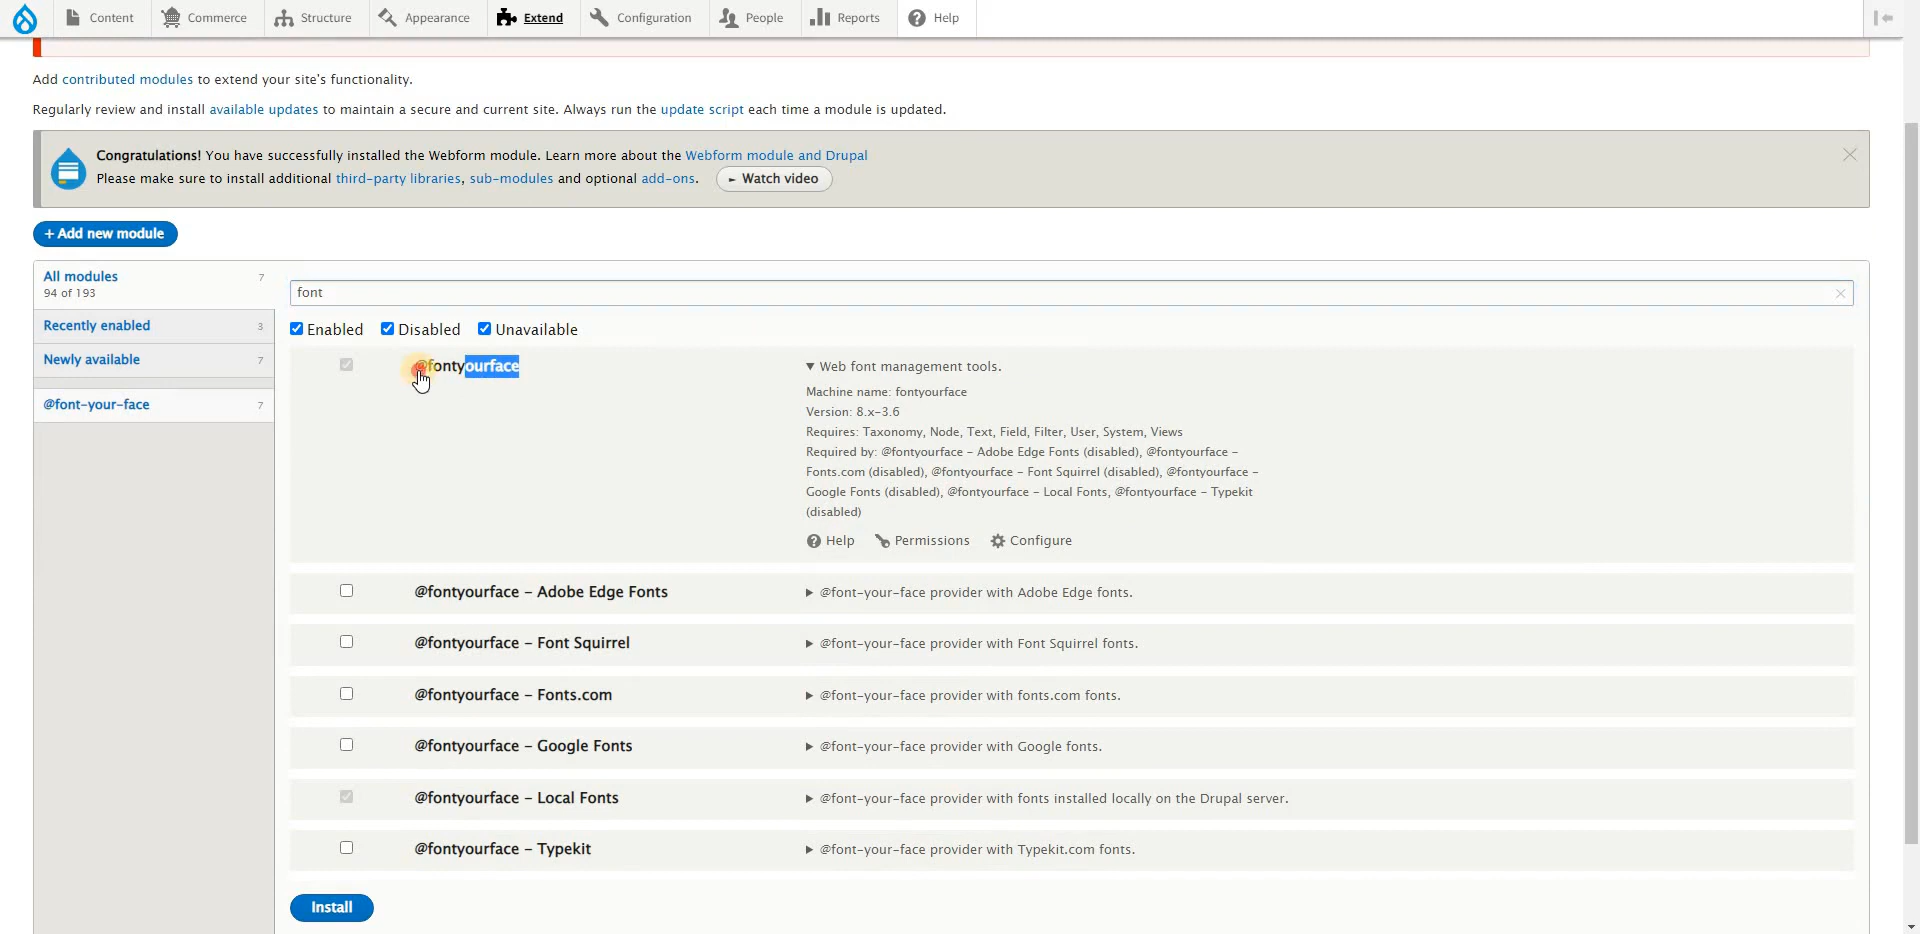 Content
Commerce
Structure
Appearance
Extend
Configuration
People
Reports
Help
Add contributed modules to extend your site's functionality.
Regularly review and install available updates to maintain a secure and current site. Always run the update script each time a module is updated.
Congratulations! You have successfully installed the Webform module. Learn more about the Webform module and Drupal
Please make sure to install additional third-party libraries, sub-modules and optional add-ons. ► Watch video
+ Add new module
All modules 7
94 of 193
Recently enabled 3
Newly available 7
@font-your-face 7
font
Enabled Disabled Unavailable
@fontyourface
▼ Web font management tools.
Machine name: fontyourface
Version: 8.x-3.6
Requires: Taxonomy, Node, Text, Field, Filter, User, System, Views
Required by: @fontyourface - Adobe Edge Fonts (disabled), @fontyourface -
Fonts.com (disabled), @fontyourface - Font Squirrel (disabled), @fontyourface -
Google Fonts (disabled), @fontyourface - Local Fonts, @fontyourface - Typekit
(disabled)
Help Permissions Configure
@fontyourface - Adobe Edge Fonts ► @font-your-face provider with Adobe Edge fonts.
@fontyourface - Font Squirrel ► @font-your-face provider with Font Squirrel fonts.
@fontyourface - Fonts.com ► @font-your-face provider with fonts.com fonts.
@fontyourface - Google Fonts ► @font-your-face provider with Google fonts.
@fontyourface - Local Fonts ► @font-your-face provider with fonts installed locally on the Drupal server.
@fontyourface - Typekit ► @font-your-face provider with Typekit.com fonts.
Install